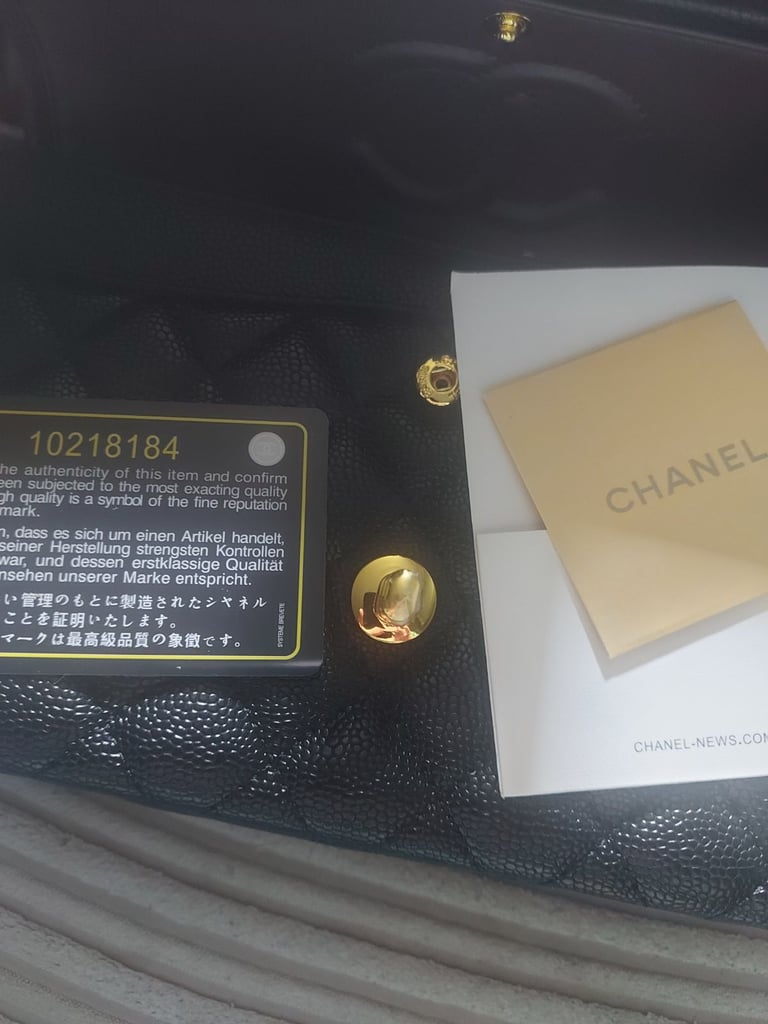 10218184
he authenticity of this item and confirm
een subjected to the most exacting quality
gh quality is a symbol of the fine reputation
mark.
n, dass es sich um einen Artikel handelt,
seiner Herstellung strengsten Kontrollen
war, und dessen erstklassige Qualität
nsehen unserer Marke entspricht.
い管理のもとに製造されたシャネル
ことを証明いたします。
マークは最高級品質の象徴です。
SYSTEME BREVETE
CHANEL
CHANEL-NEWS.COM